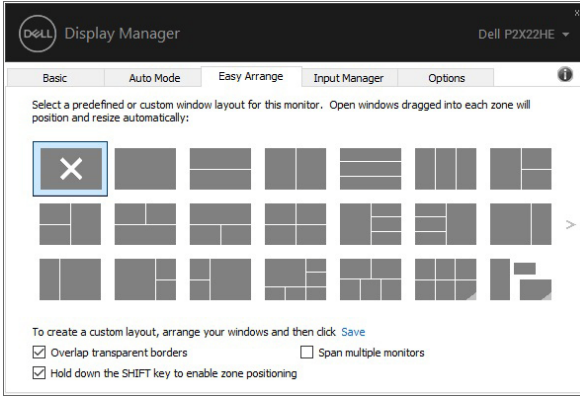 DELL Display Manager Dell P2X22HE
Basic Auto Mode Easy Arrange Input Manager Options
Select a predefined or custom window layout for this monitor. Open windows dragged into each zone will
position and resize automatically:
To create a custom layout, arrange your windows and then click Save
Overlap transparent borders Span multiple monitors
Hold down the SHIFT key to enable zone positioning